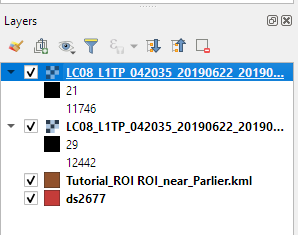 Layers
LC08_L1TP_042035_20190622_20190...
21
11746
LC08_L1TP_042035_20190622_20190...
29
12442
Tutorial_ROI ROI_near_Parlier.kml
ds2677